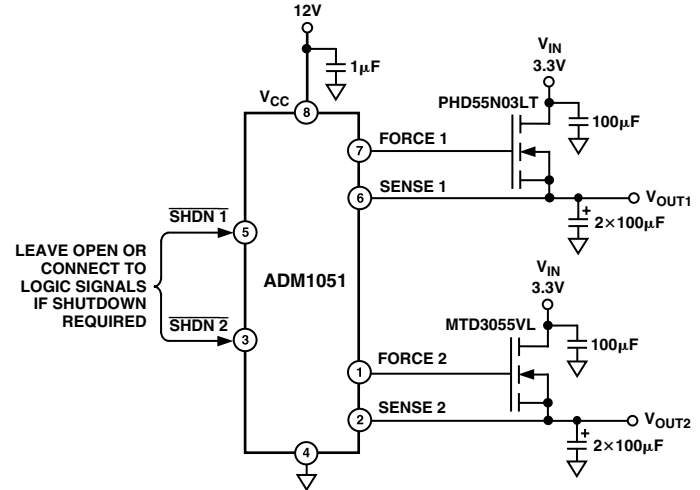 12V
1µF
VCC
8
VIN
3.3V
PHD55N03LT
100µF
7
FORCE 1
6
SENSE 1
VOUT1
+
2×100µF
SHDN 1
5
LEAVE OPEN OR
CONNECT TO
LOGIC SIGNALS
IF SHUTDOWN
REQUIRED
ADM1051
SHDN 2
3
VIN
3.3V
MTD3055VL
100µF
1
FORCE 2
2
SENSE 2
VOUT2
+
2×100µF
4